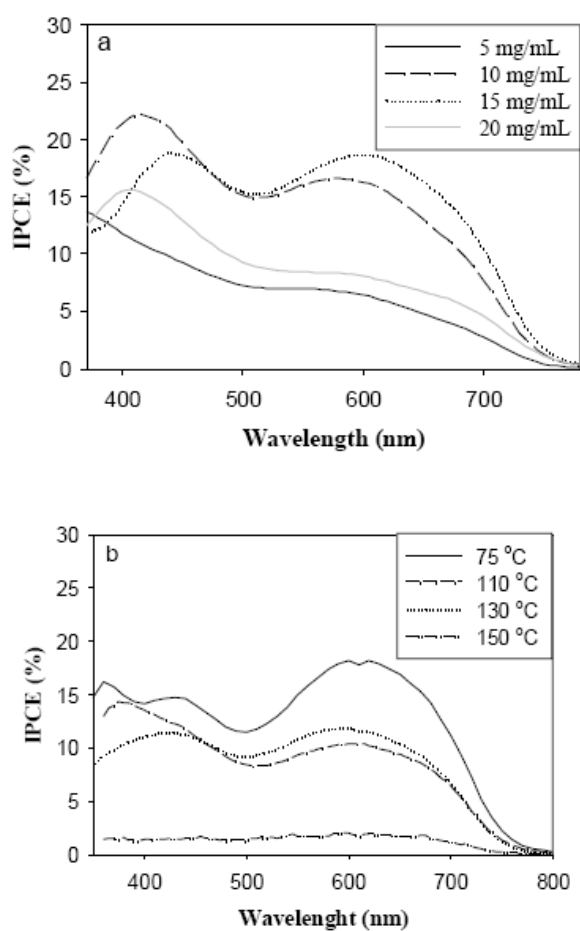 a
30
25
20
15
10
5
0
IPCE (%)
5 mg/mL
10 mg/mL
15 mg/mL
20 mg/mL
400 500 600 700
Wavelength (nm)
b
30
25
20
15
10
5
0
IPCE (%)
75 °C
110 °C
130 °C
150 °C
400 500 600 700 800
Wavelenght (nm)